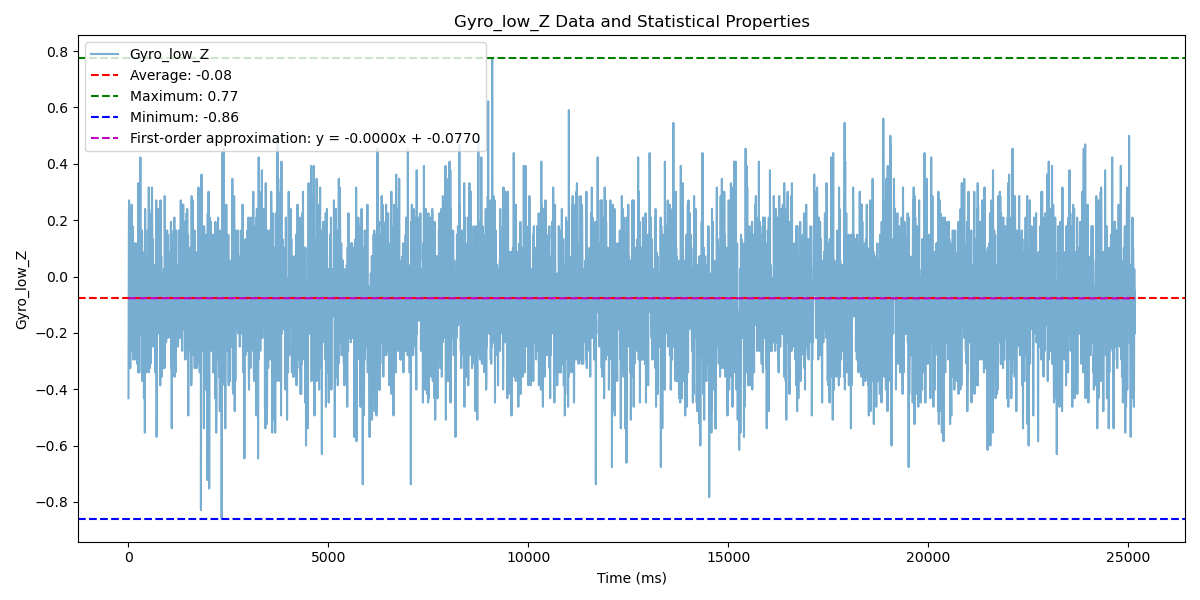 Gyro_low_Z Data and Statistical Properties
Gyro_low_Z
Average: -0.08
Maximum: 0.77
Minimum: -0.86
First-order approximation: y = -0.0000x + -0.0770
0.8
0.6
0.4
0.2
0.0
−0.2
−0.4
−0.6
−0.8
Gyro_low_Z
0 5000 10000 15000 20000 25000
Time (ms)